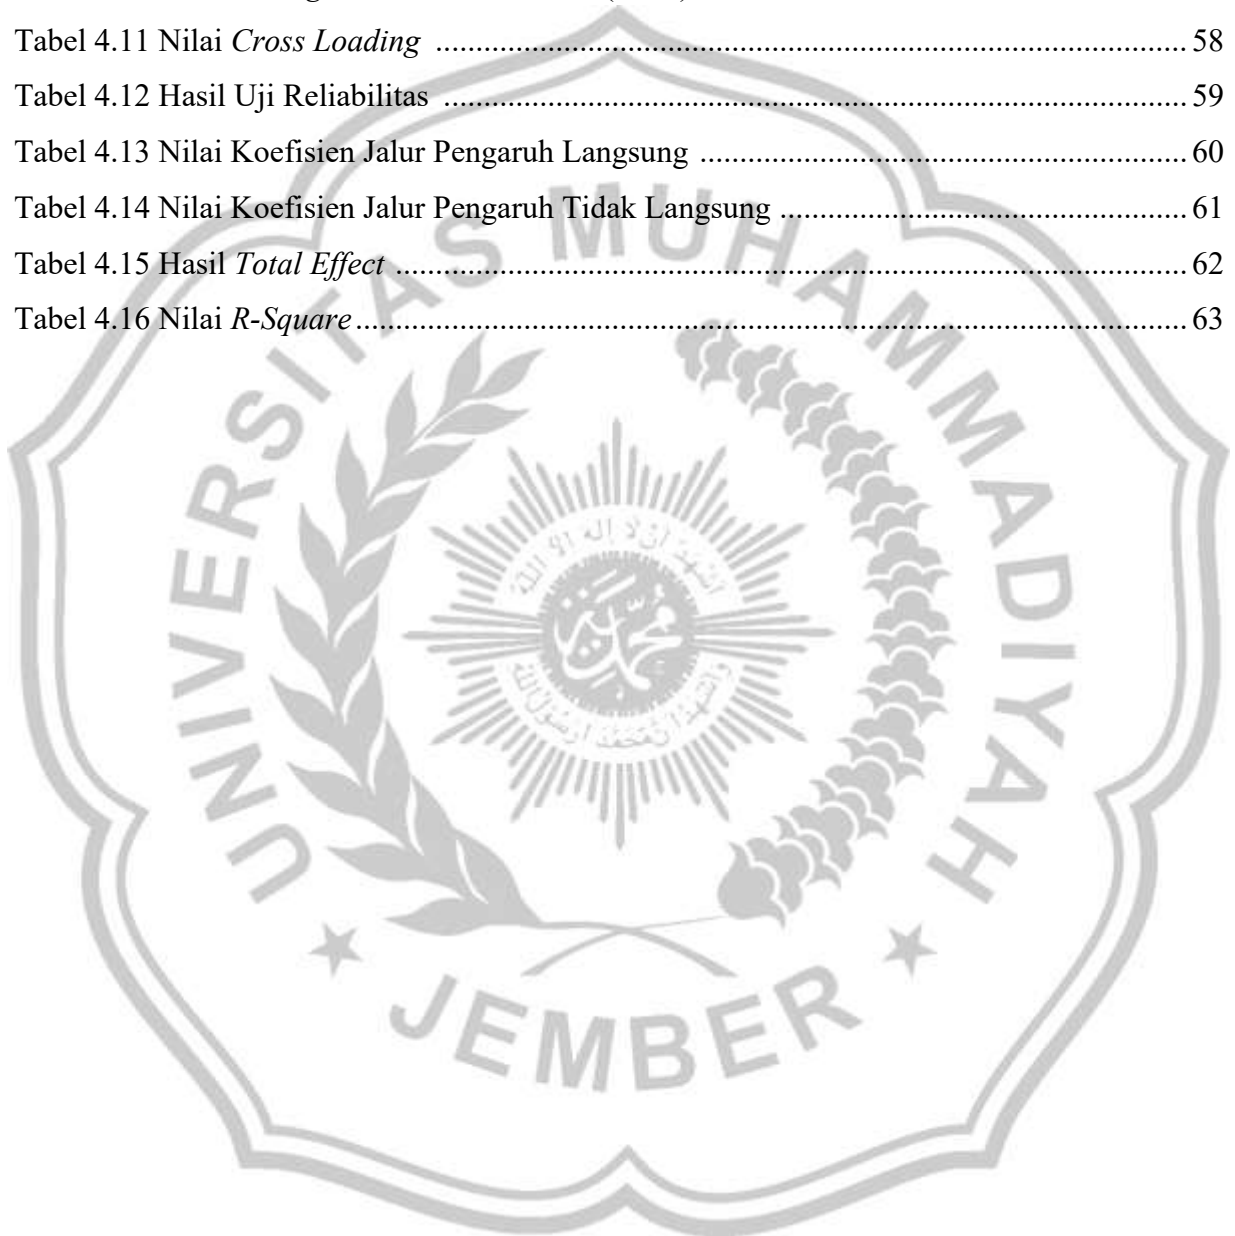 Tabel 4.11 Nilai Cross Loading ........................................................................................... 58
Tabel 4.12 Hasil Uji Reliabilitas .......................................................................................... 59
Tabel 4.13 Nilai Koefisien Jalur Pengaruh Langsung ........................................................... 60
Tabel 4.14 Nilai Koefisien Jalur Pengaruh Tidak Langsung ................................................. 61
Tabel 4.15 Hasil Total Effect ................................................................................................ 62
Tabel 4.16 Nilai R-Square ..................................................................................................... 63
UNIVERSITAS MUHAMMADIYAH
JEMBER